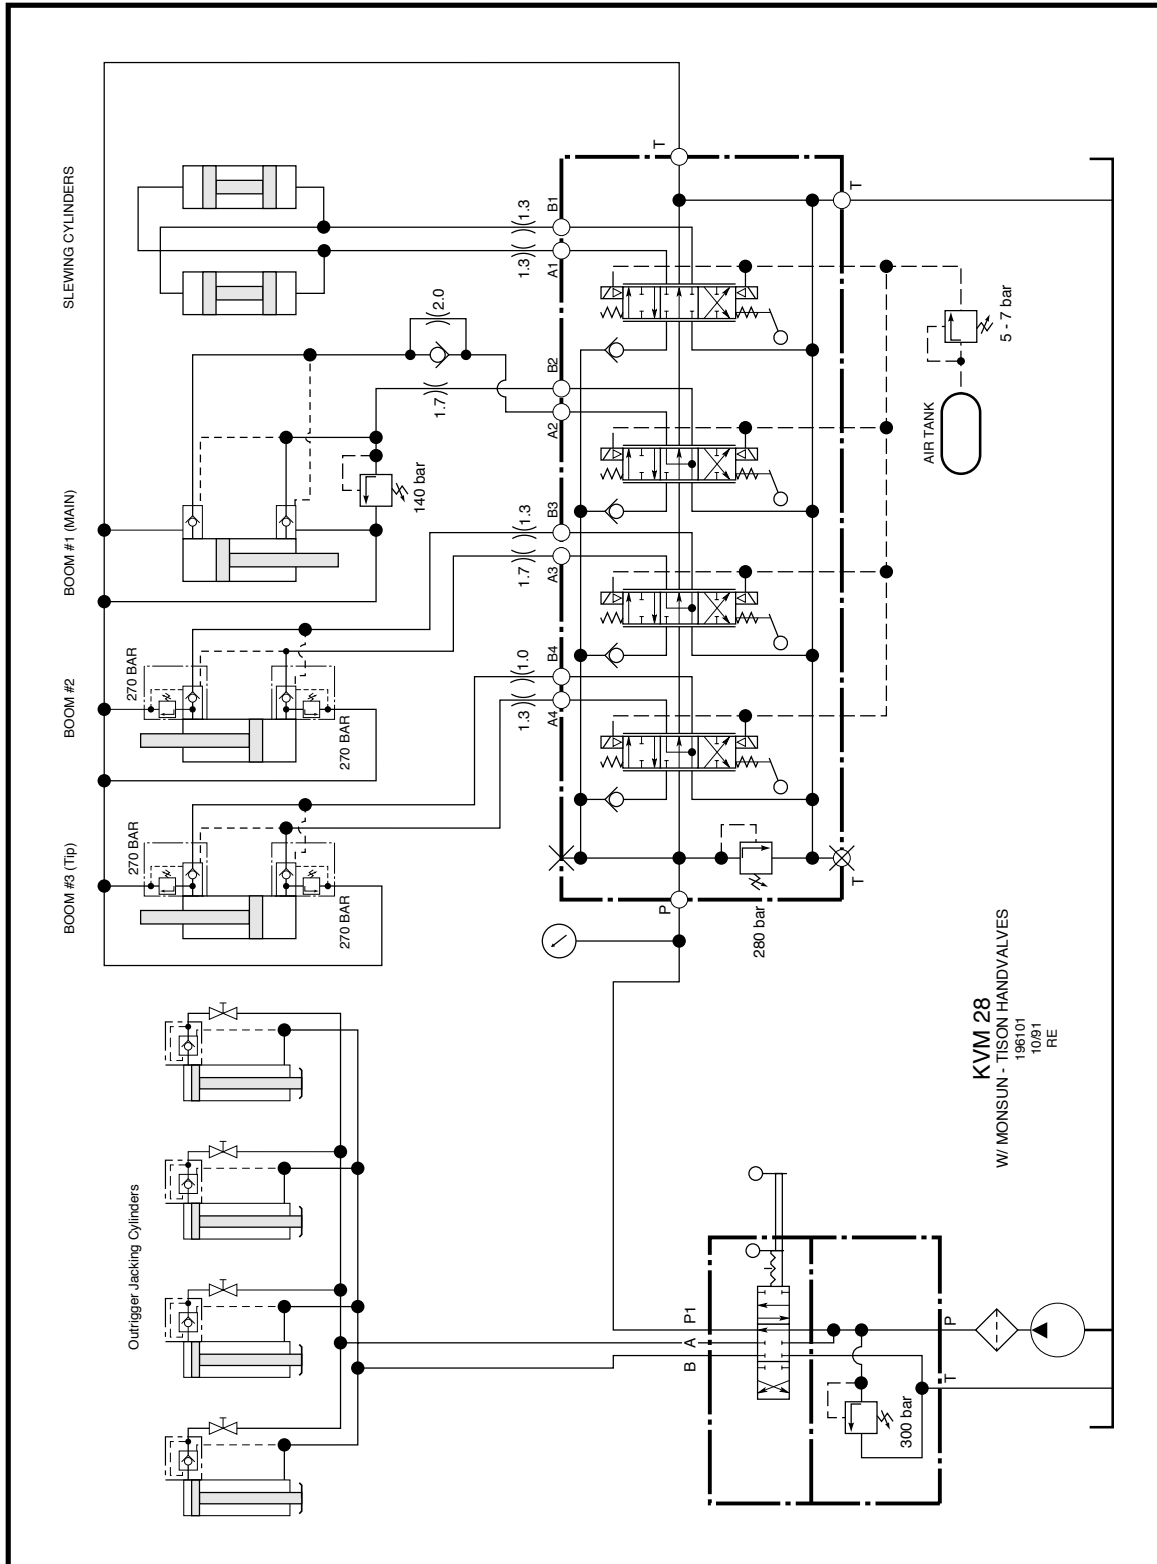 SLEWING CYLINDERS
BOOM #1 (MAIN)
BOOM #2
BOOM #3 (Tip)
270 BAR
270 BAR
270 BAR
270 BAR
140 bar
2.0
1.3
1.3
1.7
1.3
1.7
1.0
1.3
B1
A1
B2
A2
B3
A3
B4
A4
T
T
T
P
280 bar
5 - 7 bar
AIR TANK
Outrigger Jacking Cylinders
P1
A
B
P
T
300 bar
KVM 28
W/ MONSUN - TISON HANDVALVES
196101
10/91
RE